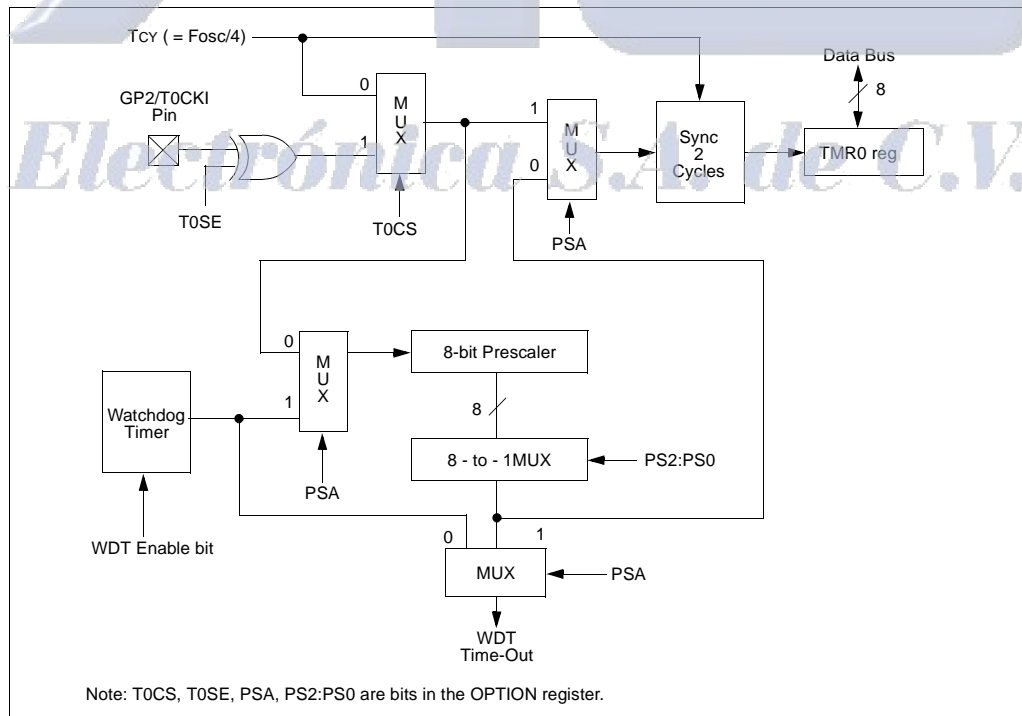 TCY ( = Fosc/4)
Data Bus
8
GP2/T0CKI
Pin
0
1
MUX
T0SE
T0CS
1
0
MUX
PSA
Sync
2
Cycles
TMR0 reg
Electrónica S.A. de C.V.
0
1
MUX
PSA
8-bit Prescaler
8
Watchdog
Timer
8 - to - 1MUX
PS2:PS0
WDT Enable bit
0
1
MUX
PSA
WDT
Time-Out
Note: T0CS, T0SE, PSA, PS2:PS0 are bits in the OPTION register.